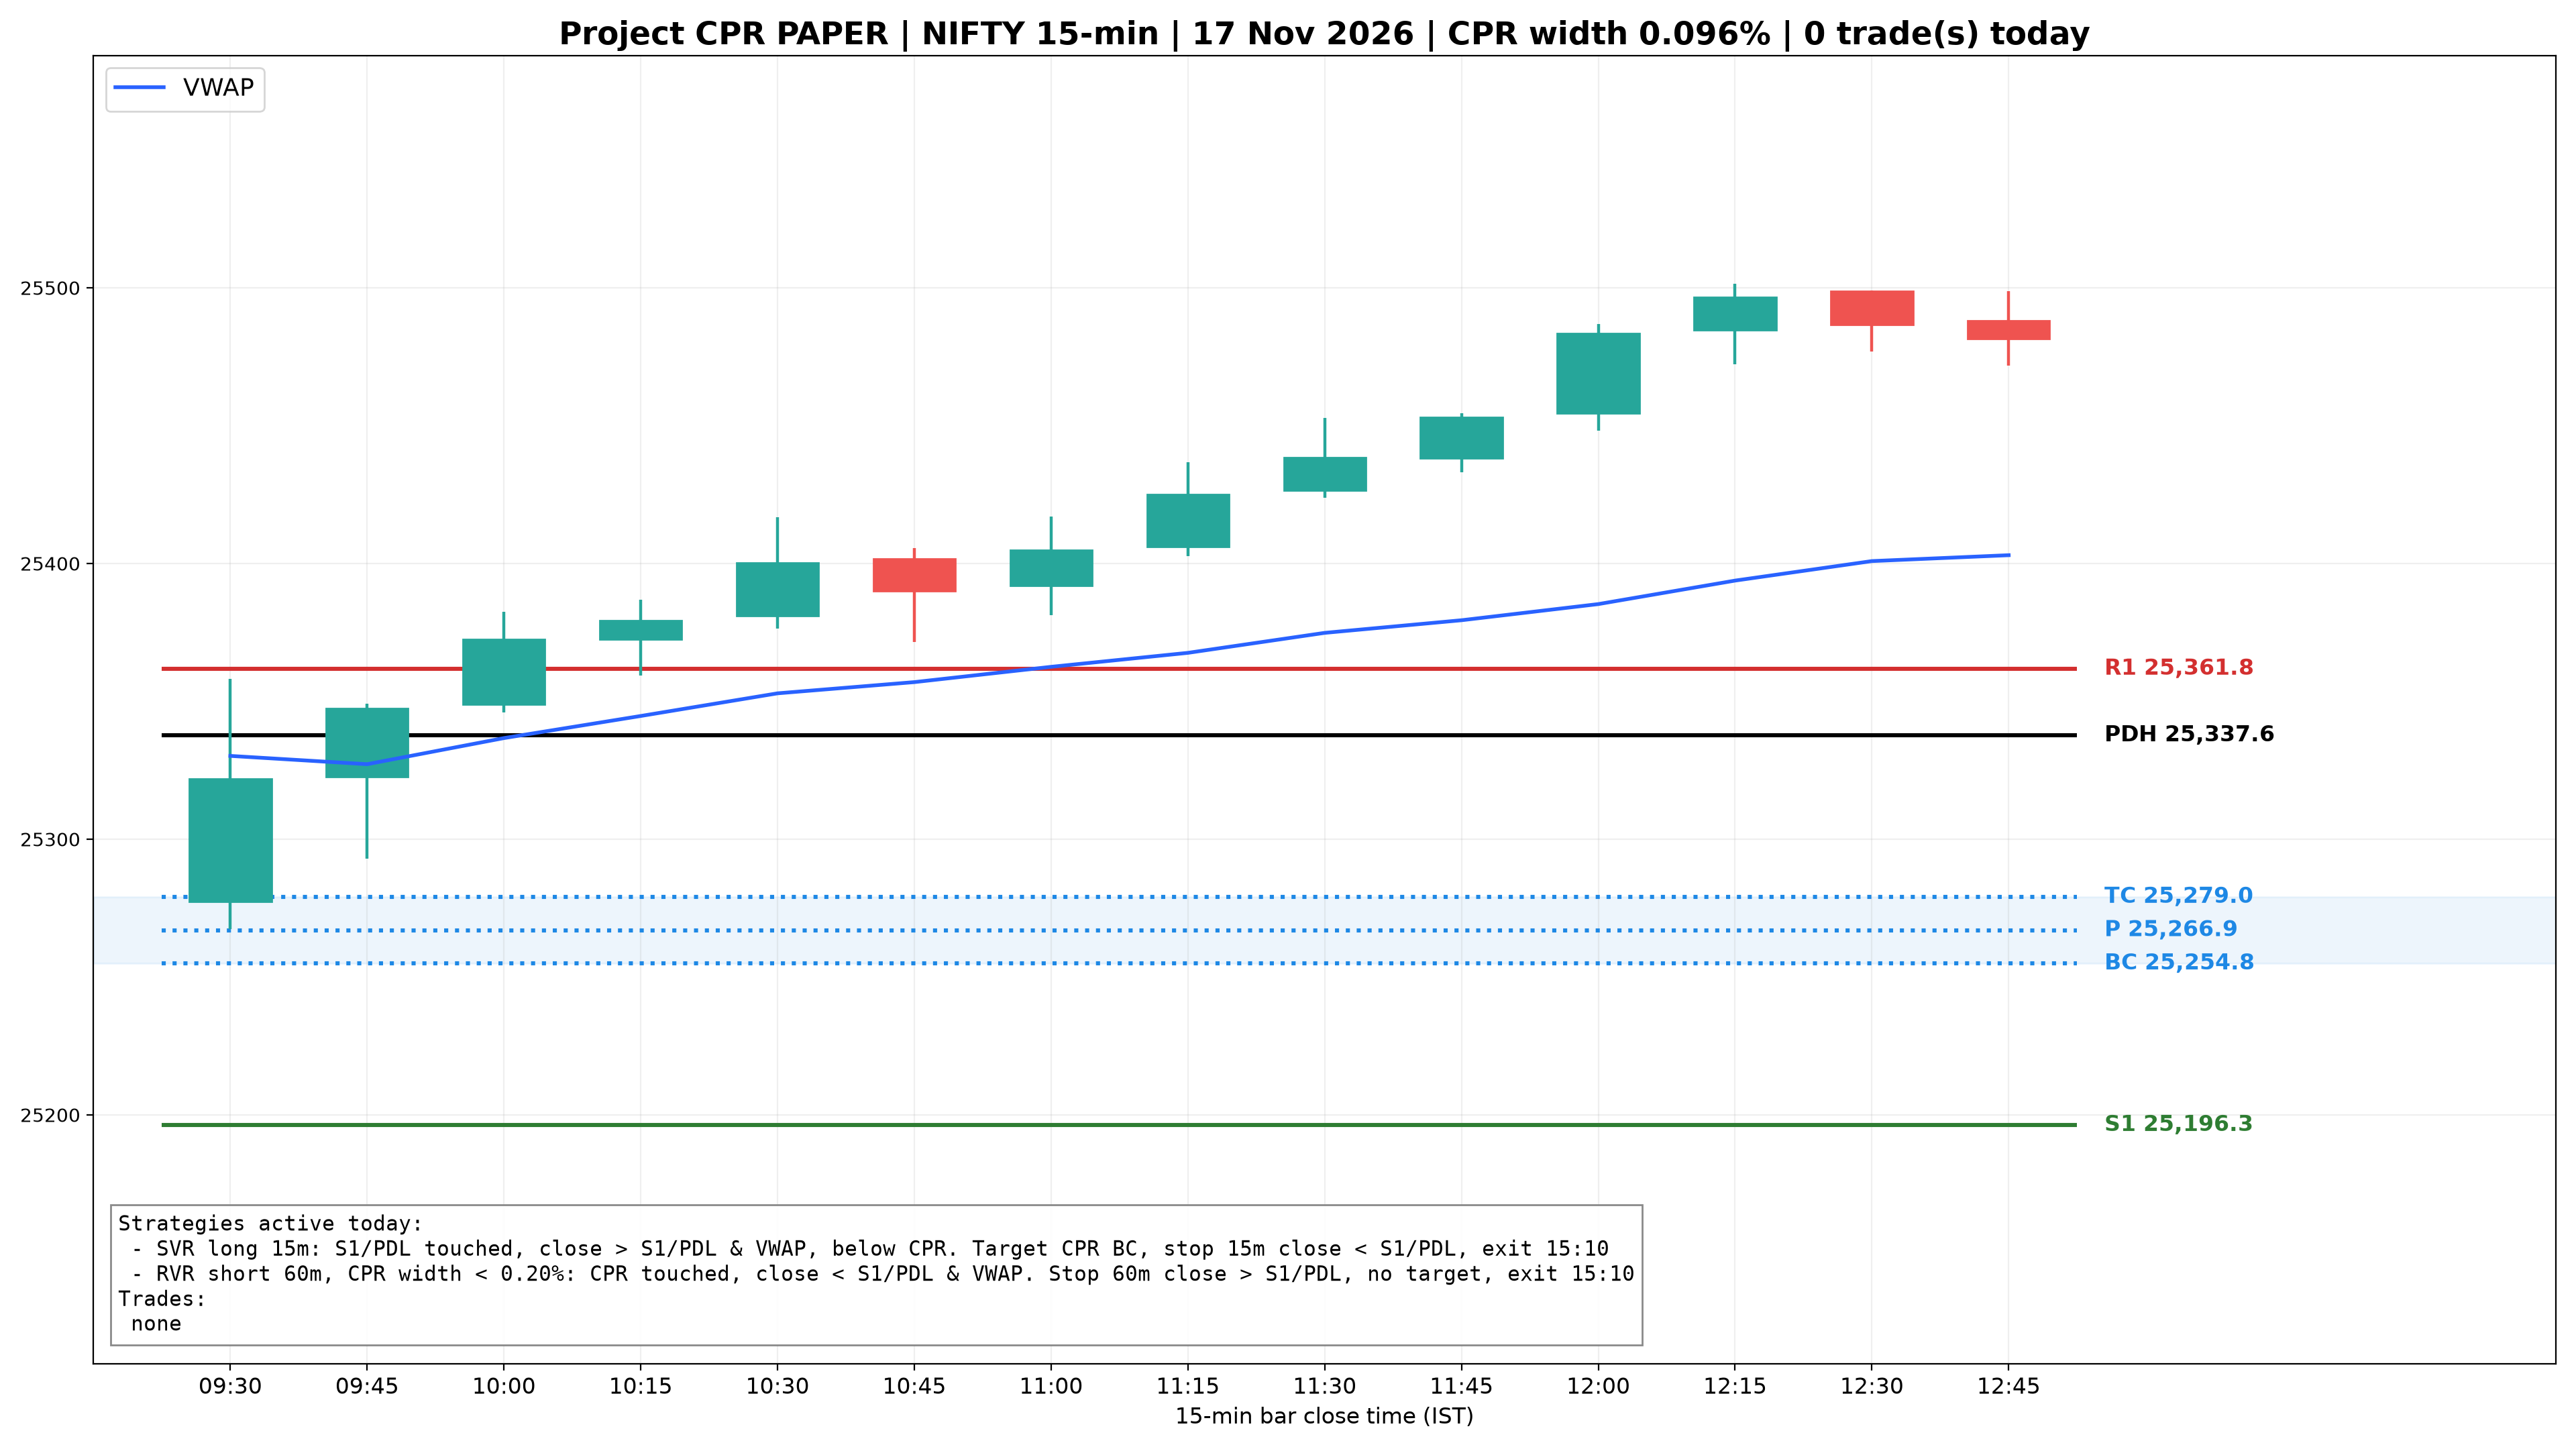 Project CPR PAPER | NIFTY 15-min | 17 Nov 2026 | CPR width 0.096% | 0 trade(s) today
VWAP
25500
25400
25300
25200
R1 25,361.8
PDH 25,337.6
TC 25,279.0
P 25,266.9
BC 25,254.8
S1 25,196.3
Strategies active today:
- SVR long 15m: S1/PDL touched, close > S1/PDL & VWAP, below CPR. Target CPR BC, stop 15m close < S1/PDL, exit 15:10
- RVR short 60m, CPR width < 0.20%: CPR touched, close < S1/PDL & VWAP. Stop 60m close > S1/PDL, no target, exit 15:10
Trades:
none
09:30 09:45 10:00 10:15 10:30 10:45 11:00 11:15 11:30 11:45 12:00 12:15 12:30 12:45
15-min bar close time (IST)